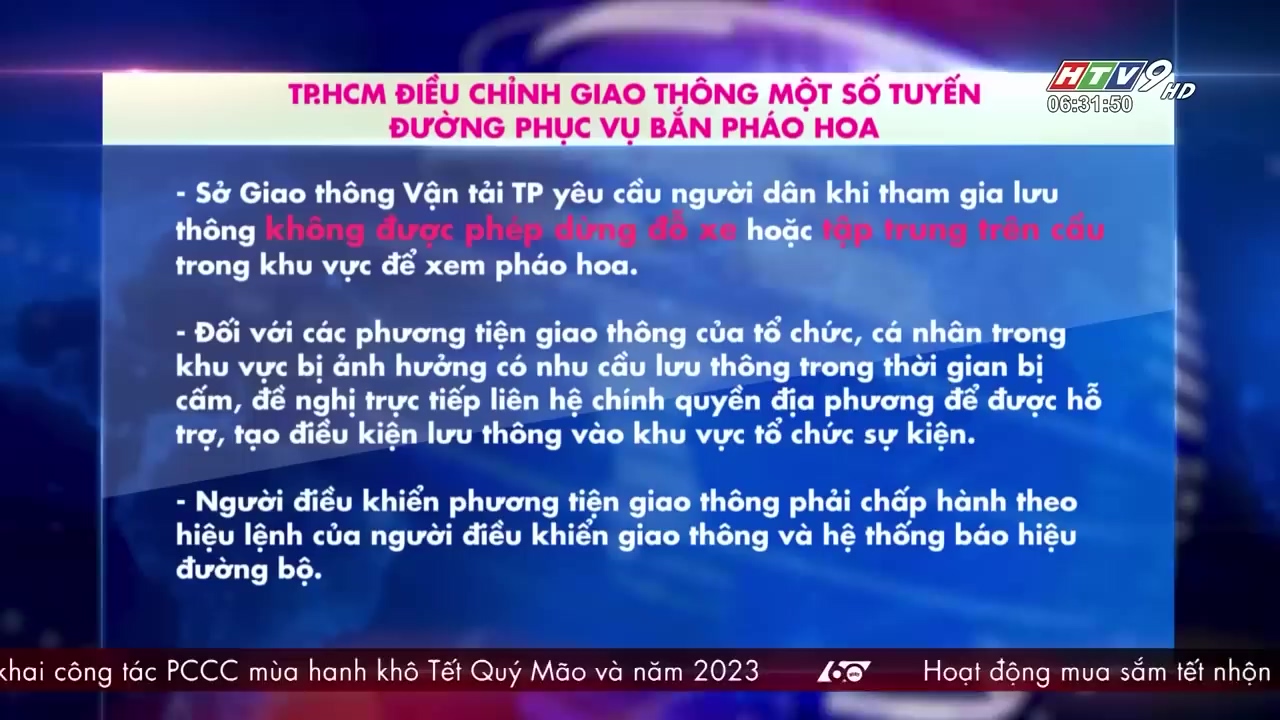 HTV9 HD
06:31:50
TP.HCM ĐIỀU CHỈNH GIAO THÔNG MỘT SỐ TUYẾN
ĐƯỜNG PHỤC VỤ BẮN PHÁO HOA
- Sở Giao thông Vận tải TP yêu cầu người dân khi tham gia lưu
thông không được phép dừng đỗ xe hoặc tập trung trên cầu
trong khu vực để xem pháo hoa.
- Đối với các phương tiện giao thông của tổ chức, cá nhân trong
khu vực bị ảnh hưởng có nhu cầu lưu thông trong thời gian bị
cấm, đề nghị trực tiếp liên hệ chính quyền địa phương để được hỗ
trợ, tạo điều kiện lưu thông vào khu vực tổ chức sự kiện.
- Người điều khiển phương tiện giao thông phải chấp hành theo
hiệu lệnh của người điều khiển giao thông và hệ thống báo hiệu
đường bộ.
khai công tác PCCC mùa hanh khô Tết Quý Mão và năm 2023 60 giây Hoạt động mua sắm tết nhộn